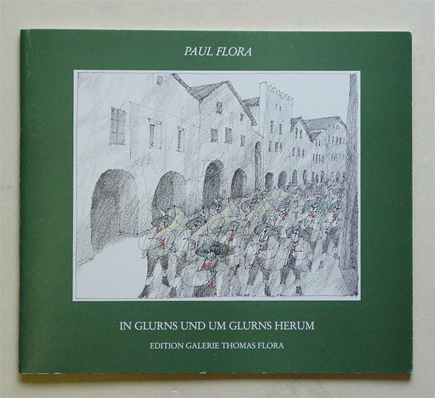 PAUL FLORA
IN GLURNS UND UM GLURNS HERUM
EDITION GALERIE THOMAS FLORA